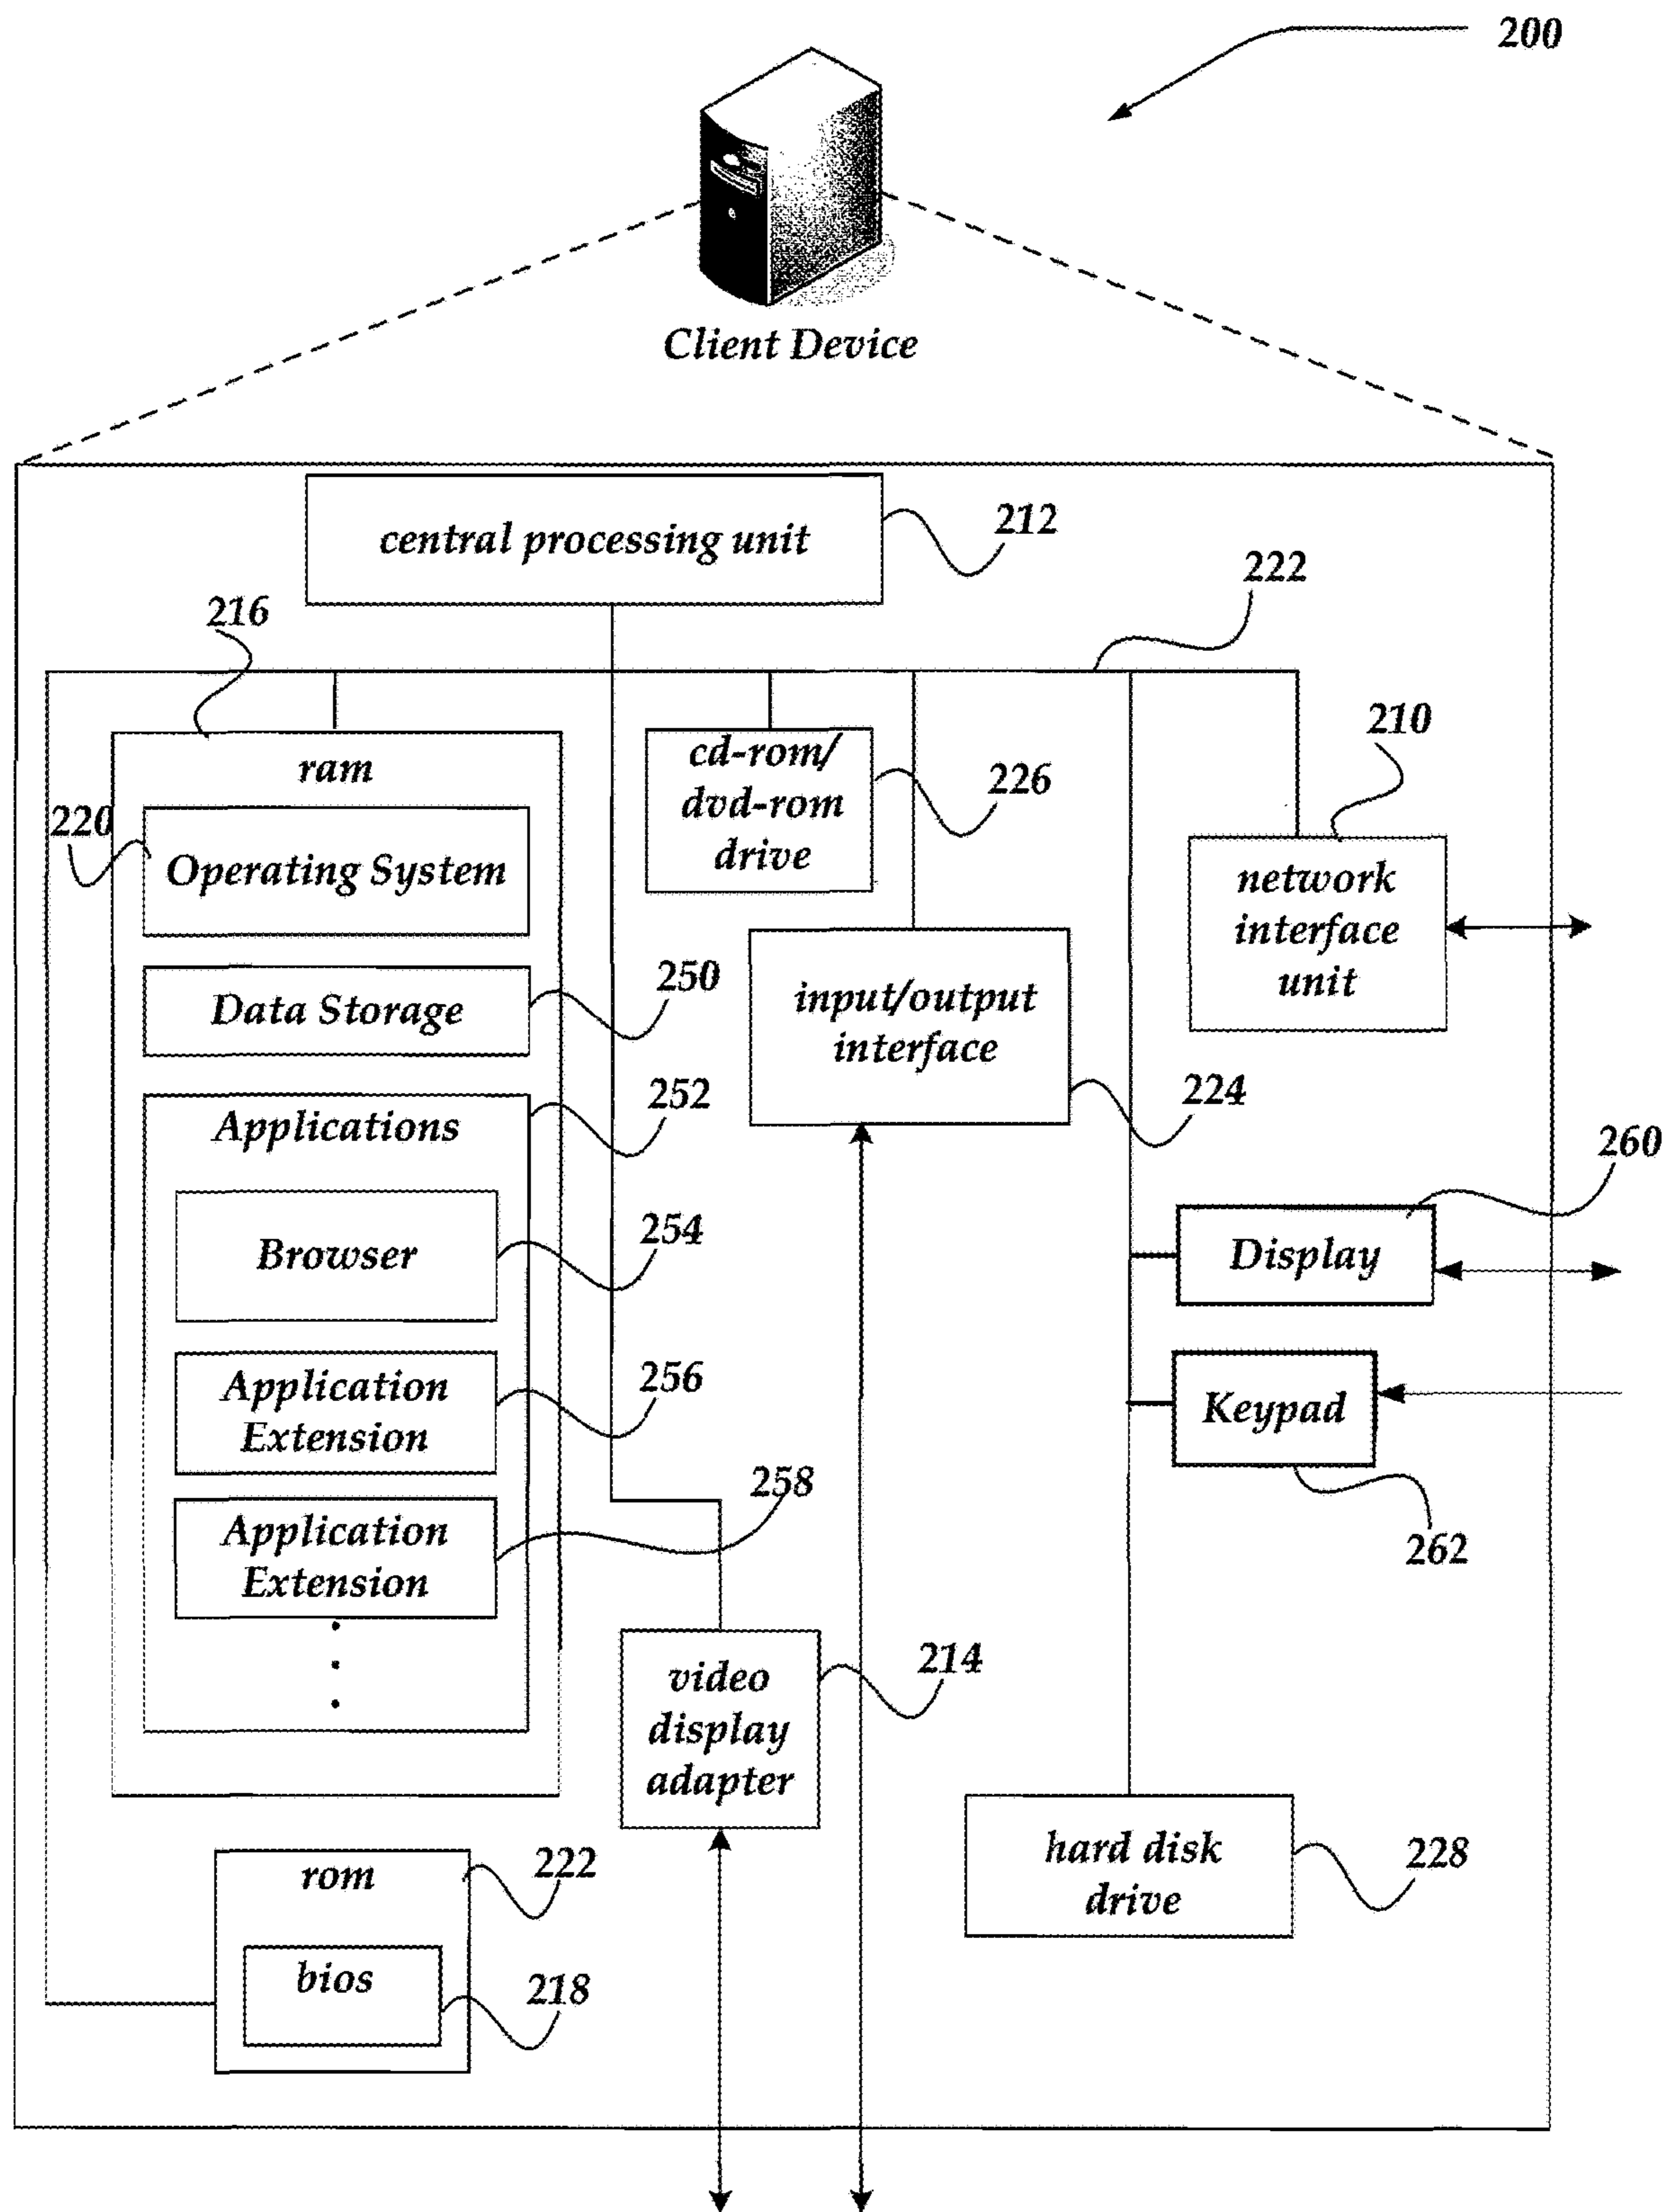 200
Client Device
central processing unit
212
222
216
210
ram
cd-rom/
dvd-rom
drive
226
220
Operating System
network
interface
unit
250
Data Storage
input/output
interface
252
224
Applications
260
254
Browser
Display
256
Application
Extension
Keypad
258
Application
Extension
262
214
video
display
adapter
hard disk
drive
228
rom
222
bios
218